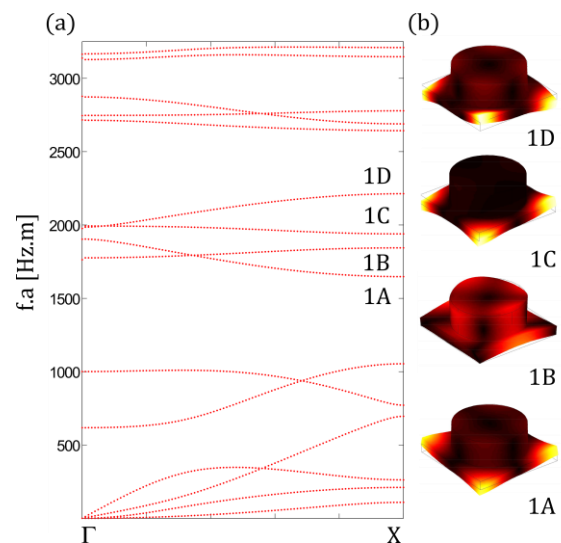 (a)
(b)
3000
2500
2000
1500
1000
500
f.a [Hz.m]
Γ
X
1D
1C
1B
1A
1D
1C
1B
1A